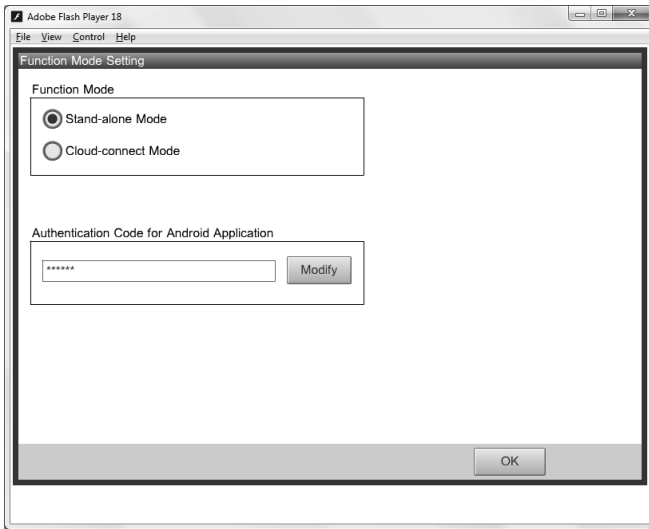 Adobe Flash Player 18
File View Control Help
Function Mode Setting
Function Mode
Stand-alone Mode
Cloud-connect Mode
Authentication Code for Android Application
******
Modify
OK